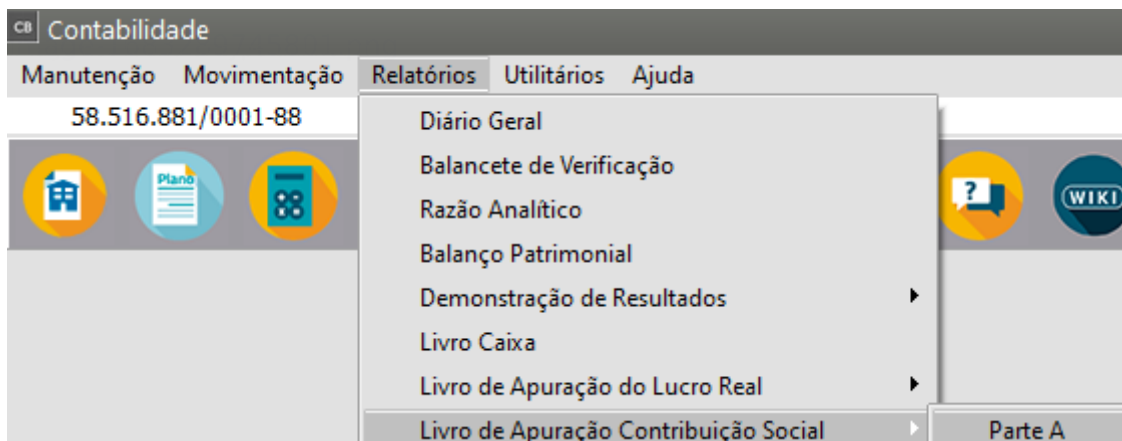 CB Contabilidade
Manutenção Movimentação Relatórios Utilitários Ajuda
58.516.881/0001-88
Diário Geral
Balancete de Verificação
Plano
?
WIKI
Razão Analítico
Balanço Patrimonial
Demonstração de Resultados
Livro Caixa
Livro de Apuração do Lucro Real
Livro de Apuração Contribuição Social
Parte A